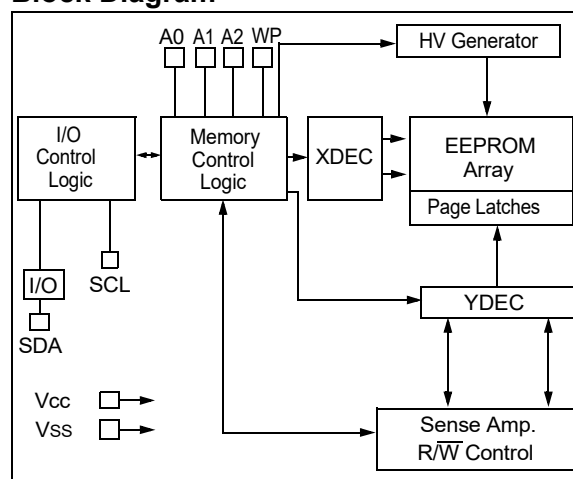 Block Diagram
A0 A1 A2 WP
HV Generator
I/O
Control
Logic
Memory
Control
Logic
XDEC
EEPROM
Array
Page Latches
I/O
SCL
SDA
YDEC
Vcc
Vss
Sense Amp.
R/W̅ Control